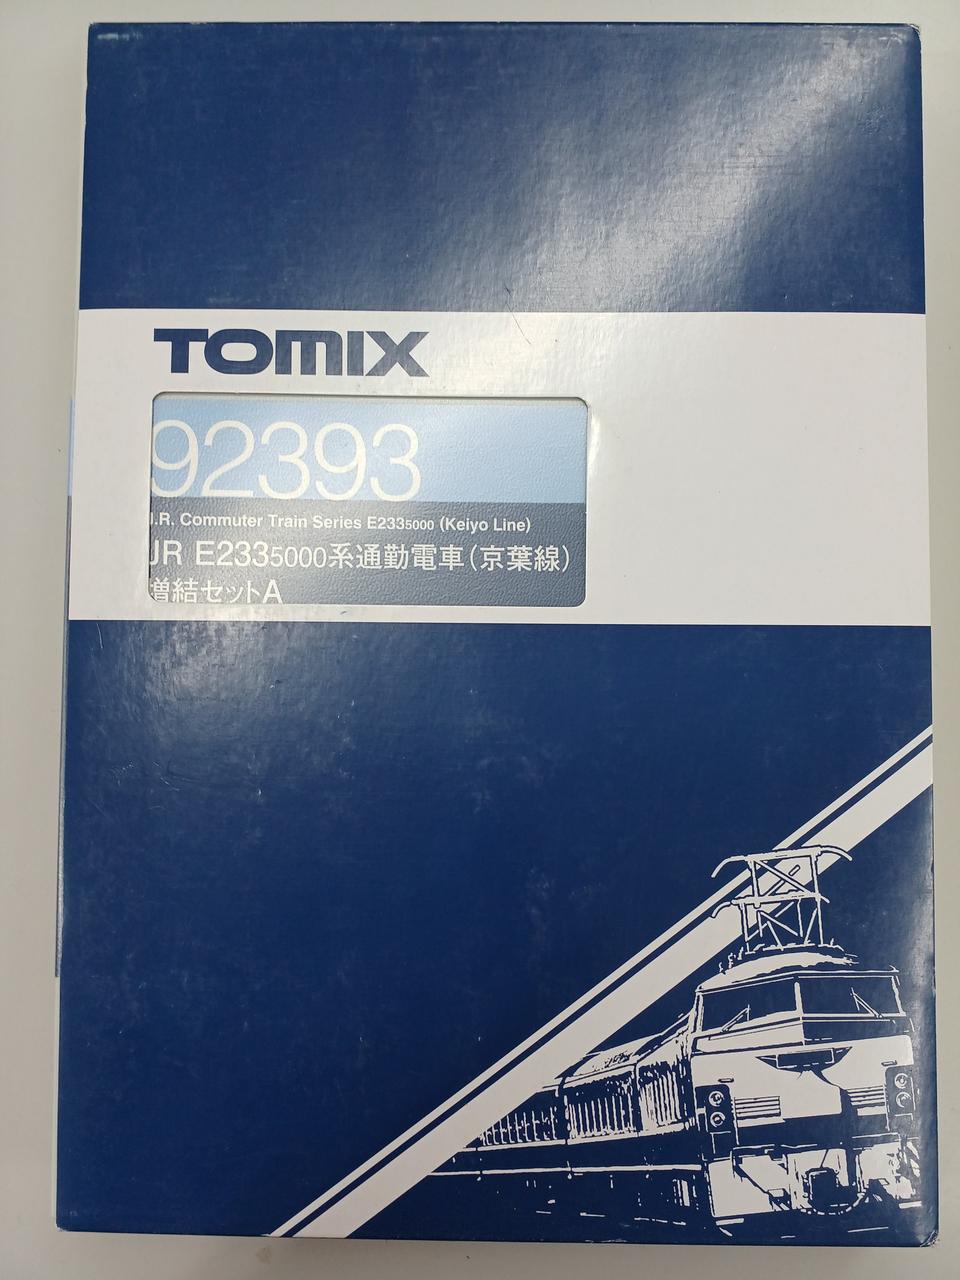 TOMIX
92393
J.R. Commuter Train Series E2335000 (Keiyo Line)
JR E2335000系通勤電車(京葉線)
増結セットA